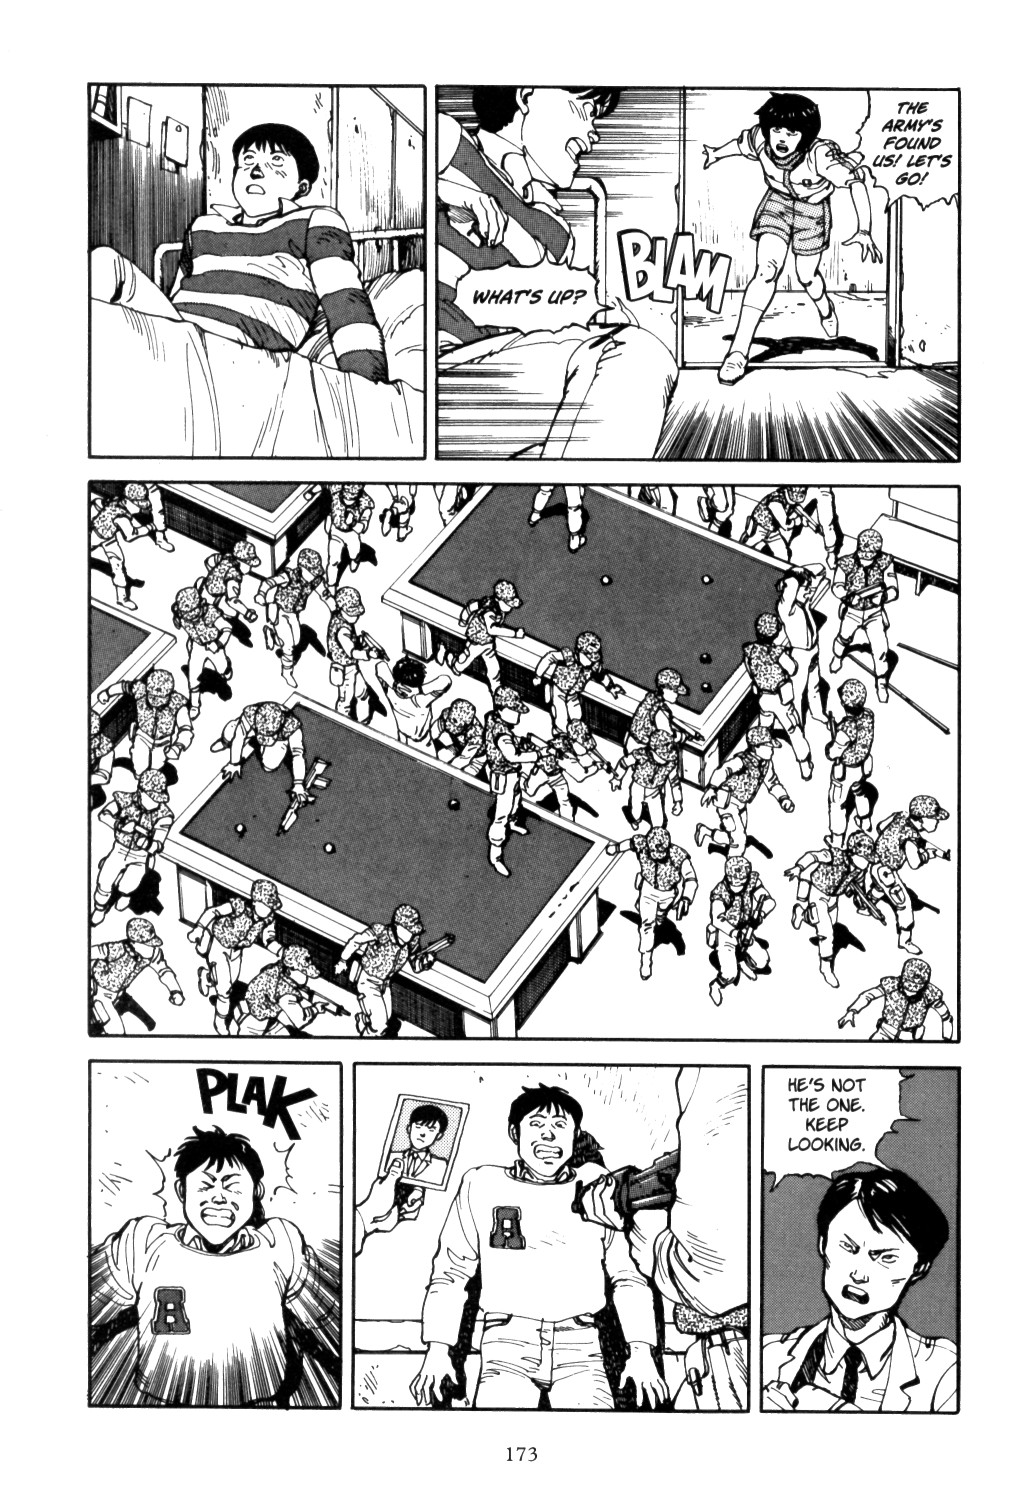 THE
ARMY'S
FOUND
US! LET'S
GO!
WHAT'S UP?
BLAM
PLAK
A
A
HE'S NOT
THE ONE.
KEEP
LOOKING.
173